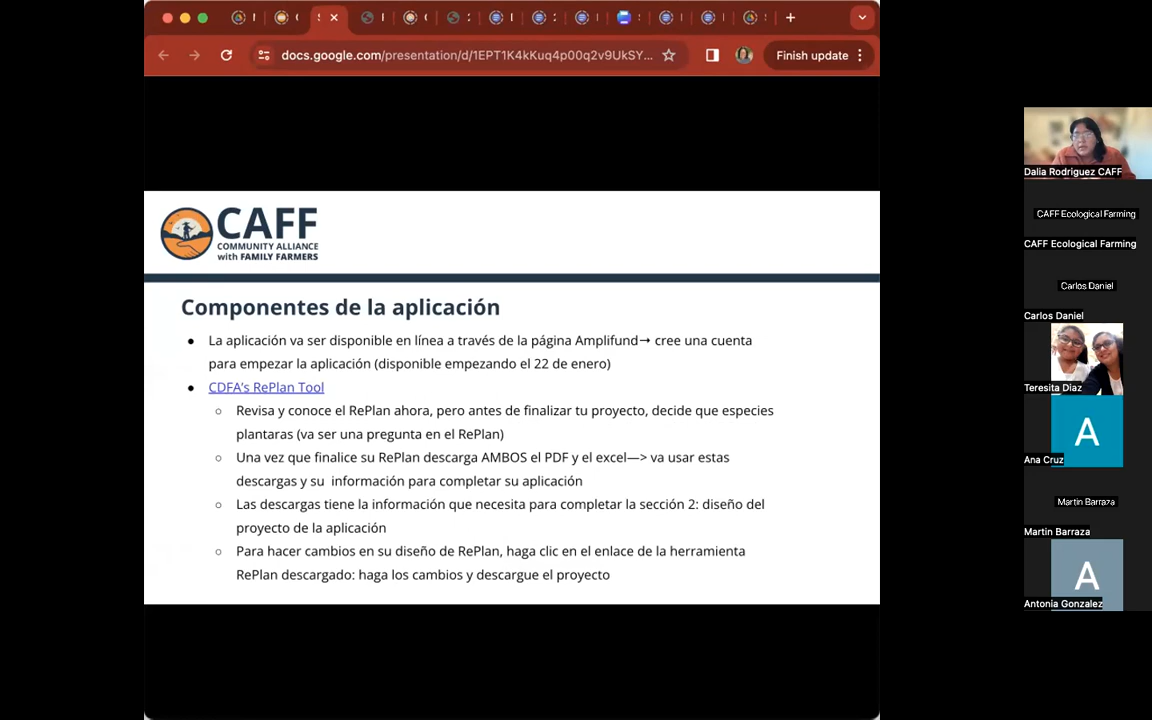 docs.google.com/presentation/d/1EPT1K4kKuq4p00q2v9UkSY...
Finish update
CAFF
COMMUNITY ALLIANCE
with FAMILY FARMERS
Componentes de la aplicación
● La aplicación va ser disponible en línea a través de la página Amplifund→ cree una cuenta
para empezar la aplicación (disponible empezando el 22 de enero)
● CDFA's RePlan Tool
○ Revisa y conoce el RePlan ahora, pero antes de finalizar tu proyecto, decide que especies
plantaras (va ser una pregunta en el RePlan)
○ Una vez que finalice su RePlan descarga AMBOS el PDF y el excel—> va usar estas
descargas y su información para completar su aplicación
○ Las descargas tiene la información que necesita para completar la sección 2: diseño del
proyecto de la aplicación
○ Para hacer cambios en su diseño de RePlan, haga clic en el enlace de la herramienta
RePlan descargado: haga los cambios y descargue el proyecto
Dalia Rodriguez CAFF
CAFF Ecological Farming
CAFF Ecological Farming
Carlos Daniel
Carlos Daniel
Teresita Diaz
A
Ana Cruz
Martin Barraza
Martin Barraza
A
Antonia Gonzalez